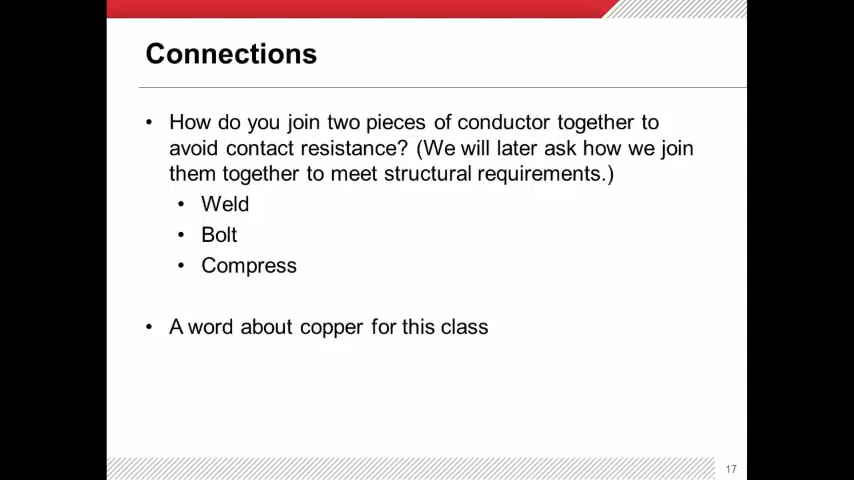 Connections
• How do you join two pieces of conductor together to
avoid contact resistance? (We will later ask how we join
them together to meet structural requirements.)
• Weld
• Bolt
• Compress
• A word about copper for this class
17